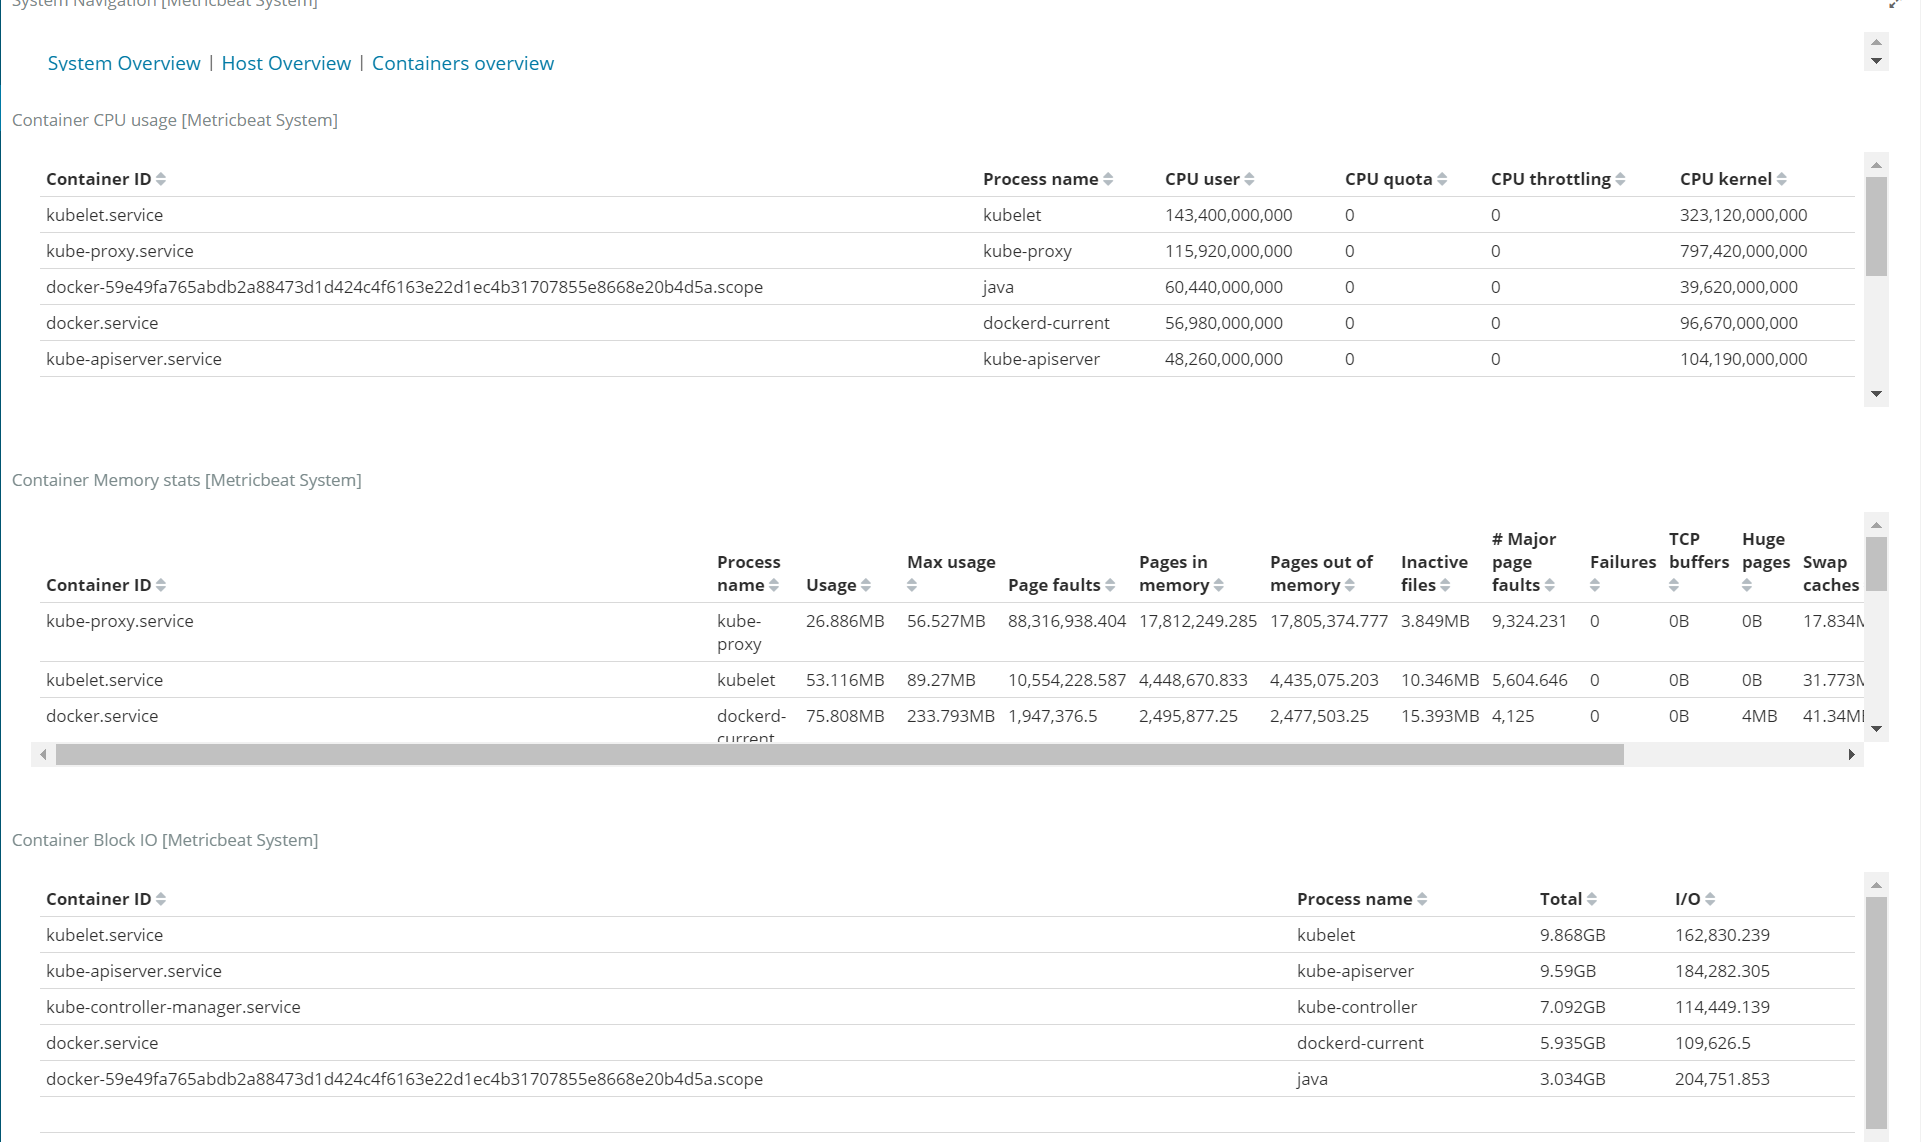 System Navigation [Metricbeat System]
System Overview | Host Overview | Containers overview
Container CPU usage [Metricbeat System]
Container ID Process name CPU user CPU quota CPU throttling CPU kernel
kubelet.service kubelet 143,400,000,000 0 0 323,120,000,000
kube-proxy.service kube-proxy 115,920,000,000 0 0 797,420,000,000
docker-59e49fa765abdb2a88473d1d424c4f6163e22d1ec4b31707855e8668e20b4d5a.scope java 60,440,000,000 0 0 39,620,000,000
docker.service dockerd-current 56,980,000,000 0 0 96,670,000,000
kube-apiserver.service kube-apiserver 48,260,000,000 0 0 104,190,000,000
Container Memory stats [Metricbeat System]
Container ID Process name Usage Max usage Page faults Pages in memory Pages out of memory Inactive files # Major page faults Failures TCP buffers Huge pages Swap caches
kube-proxy.service kube-proxy 26.886MB 56.527MB 88,316,938.404 17,812,249.285 17,805,374.777 3.849MB 9,324.231 0 0B 0B 17.834M
kubelet.service kubelet 53.116MB 89.27MB 10,554,228.587 4,448,670.833 4,435,075.203 10.346MB 5,604.646 0 0B 0B 31.773M
docker.service dockerd-current 75.808MB 233.793MB 1,947,376.5 2,495,877.25 2,477,503.25 15.393MB 4,125 0 0B 4MB 41.34M
Container Block IO [Metricbeat System]
Container ID Process name Total I/O
kubelet.service kubelet 9.868GB 162,830.239
kube-apiserver.service kube-apiserver 9.59GB 184,282.305
kube-controller-manager.service kube-controller 7.092GB 114,449.139
docker.service dockerd-current 5.935GB 109,626.5
docker-59e49fa765abdb2a88473d1d424c4f6163e22d1ec4b31707855e8668e20b4d5a.scope java 3.034GB 204,751.853